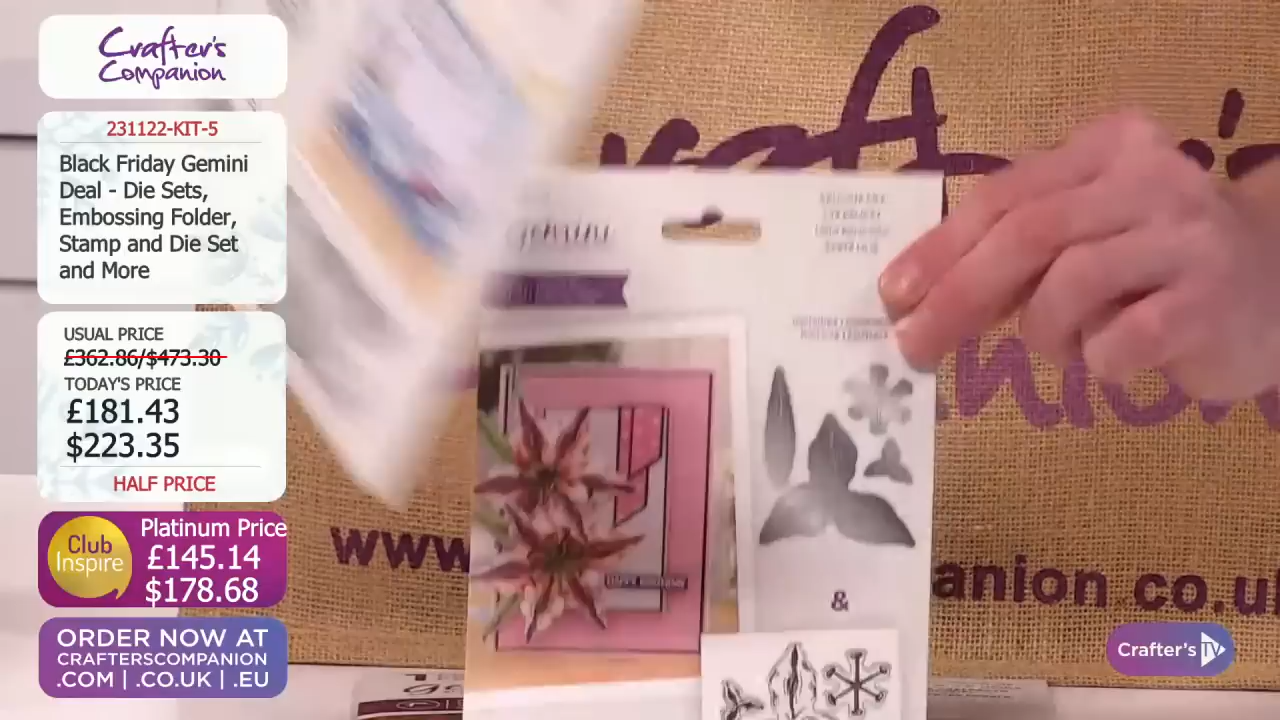 Crafter's
Companion
231122-KIT-5
Black Friday Gemini
Deal - Die Sets,
Embossing Folder,
Stamp and Die Set
and More
USUAL PRICE
£362.86/$473.30
TODAY'S PRICE
£181.43
$223.35
HALF PRICE
Club
Inspire
Platinum Price
£145.14
$178.68
ORDER NOW AT
CRAFTERSCOMPANION
.COM | .CO.UK | .EU
&
www
anion co.u
Crafter's TV